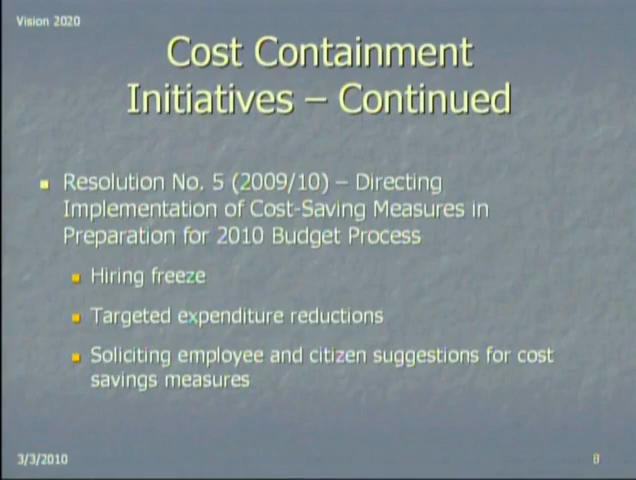 Vision 2020
Cost Containment
Initiatives – Continued
Resolution No. 5 (2009/10) – Directing
Implementation of Cost-Saving Measures in
Preparation for 2010 Budget Process
Hiring freeze
Targeted expenditure reductions
Soliciting employee and citizen suggestions for cost
savings measures
3/3/2010
8